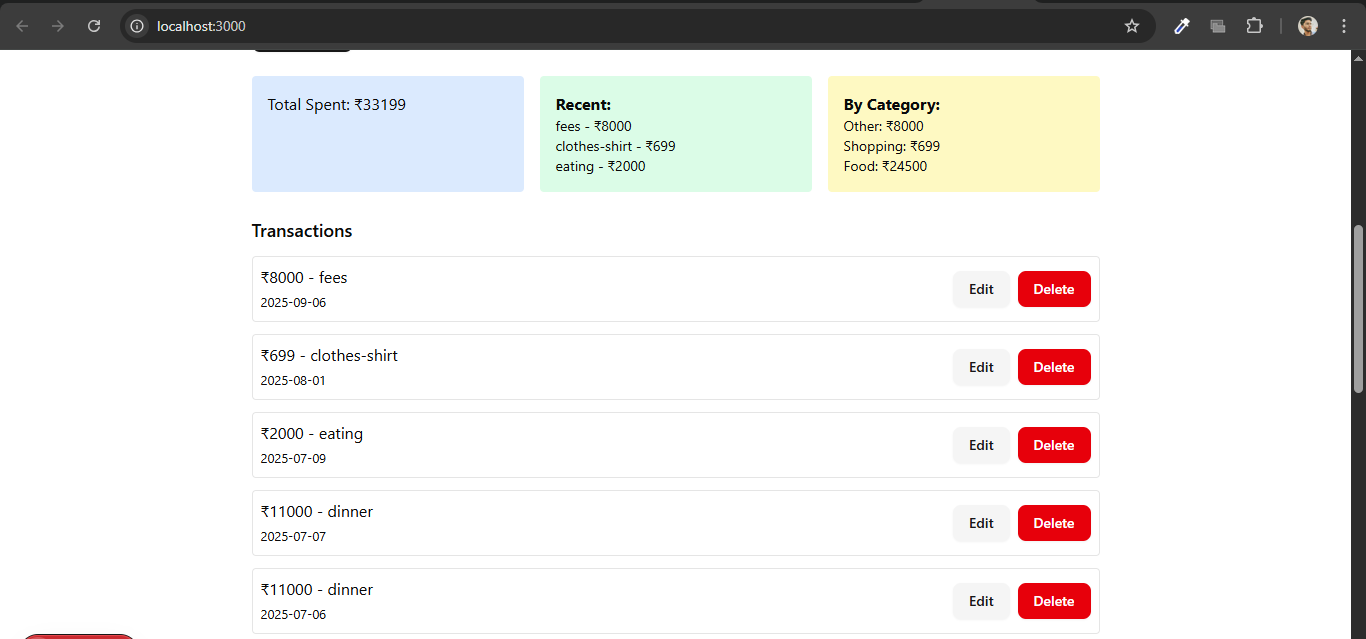 localhost:3000
Total Spent: ₹33199
Recent:
fees - ₹8000
clothes-shirt - ₹699
eating - ₹2000
By Category:
Other: ₹8000
Shopping: ₹699
Food: ₹24500
Transactions
₹8000 - fees
2025-09-06
Edit
Delete
₹699 - clothes-shirt
2025-08-01
Edit
Delete
₹2000 - eating
2025-07-09
Edit
Delete
₹11000 - dinner
2025-07-07
Edit
Delete
₹11000 - dinner
2025-07-06
Edit
Delete